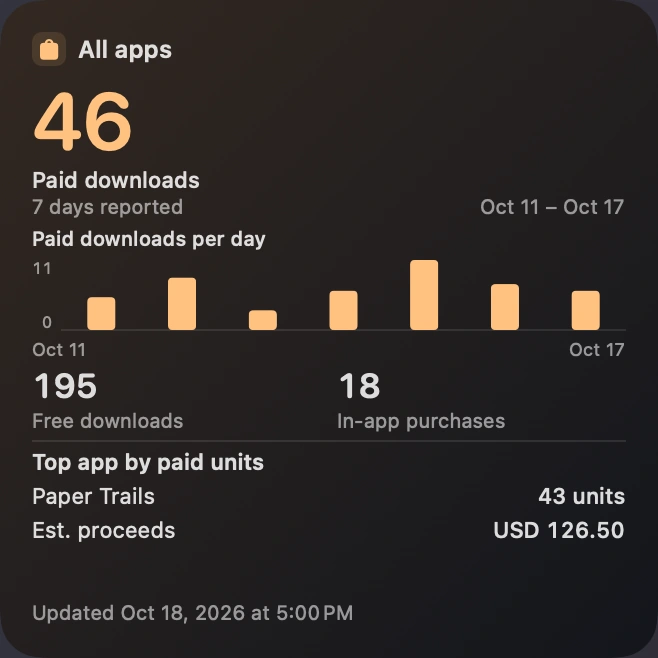 All apps
46
Paid downloads
7 days reported Oct 11 – Oct 17
Paid downloads per day
11
0
Oct 11 Oct 17
195 18
Free downloads In-app purchases
Top app by paid units
Paper Trails 43 units
Est. proceeds USD 126.50
Updated Oct 18, 2026 at 5:00 PM